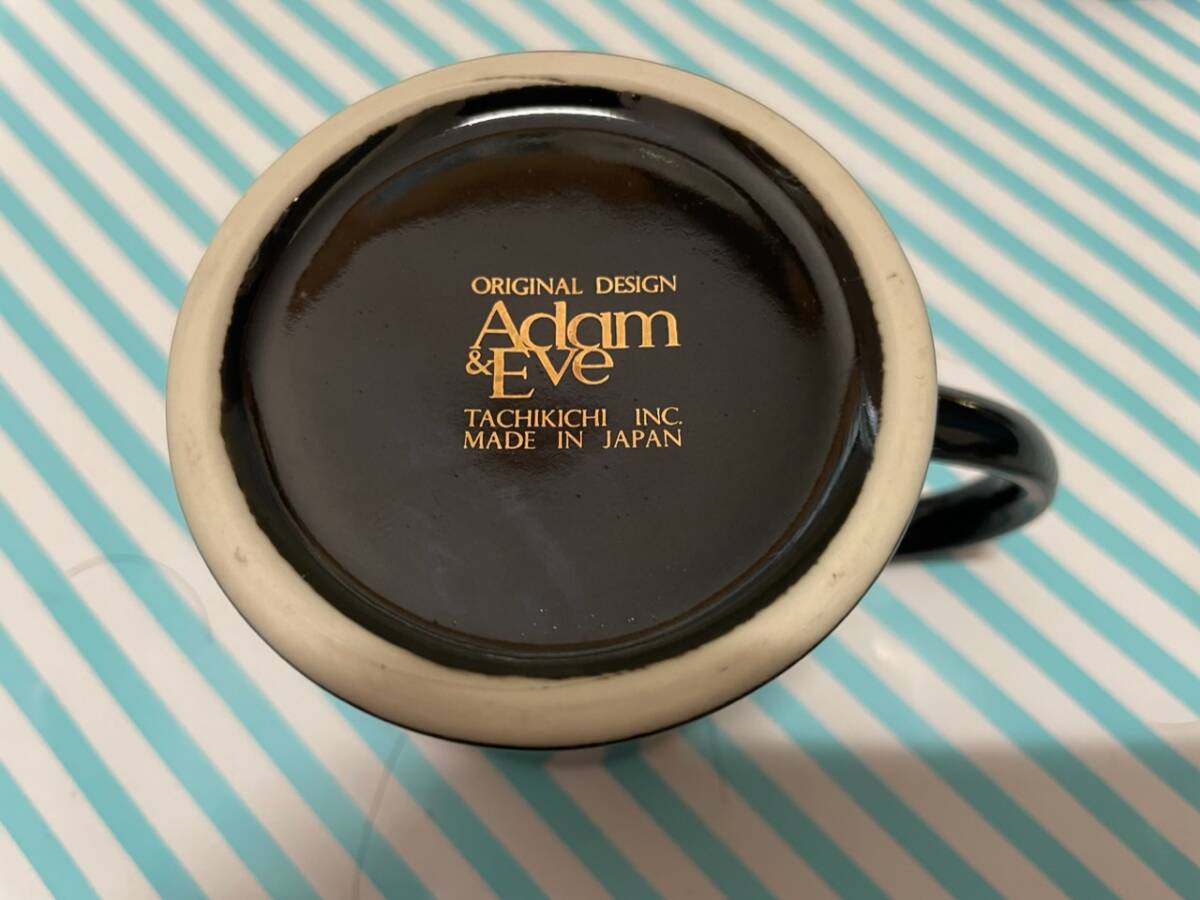 ORIGINAL DESIGN
Adam
& Eve
TACHIKICHI INC.
MADE IN JAPAN